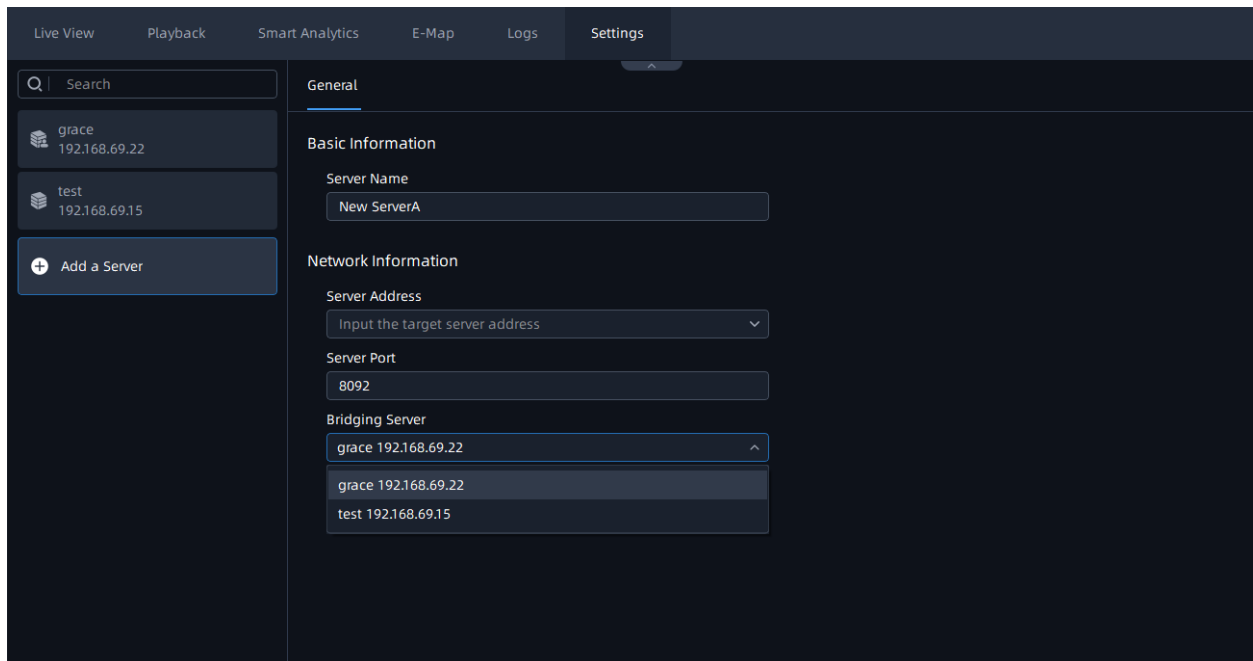 Live View Playback Smart Analytics E-Map Logs Settings
Search
grace
192.168.69.22
test
192.168.69.15
Add a Server
General
Basic Information
Server Name
New ServerA
Network Information
Server Address
Input the target server address
Server Port
8092
Bridging Server
grace 192.168.69.22
grace 192.168.69.22
test 192.168.69.15